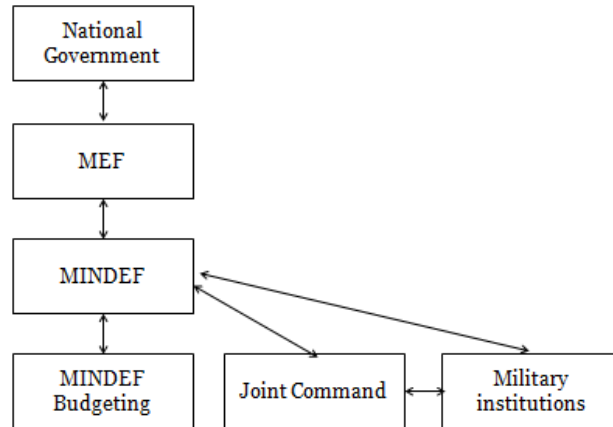 National
Government
MEF
MINDEF
MINDEF
Budgeting
Joint Command
Military
institutions